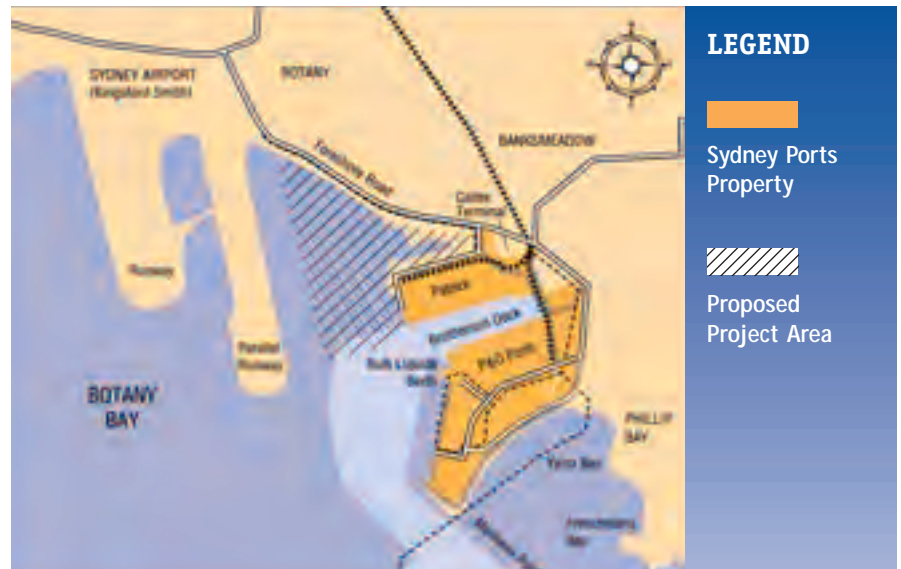 SYDNEY AIRPORT
(Kingsford Smith)
BOTANY
BANKSMEADOW
Foreshore Road
Caltex
Terminal
Runway
Patrick
Brotherson Dock
Parallel
Runway
Bulk Liquids
Berth
P&O Ports
BOTANY
BAY
PHILLIP
BAY
Yarra Bay
Frenchmans
Bay
LEGEND
Sydney Ports
Property
Proposed
Project Area